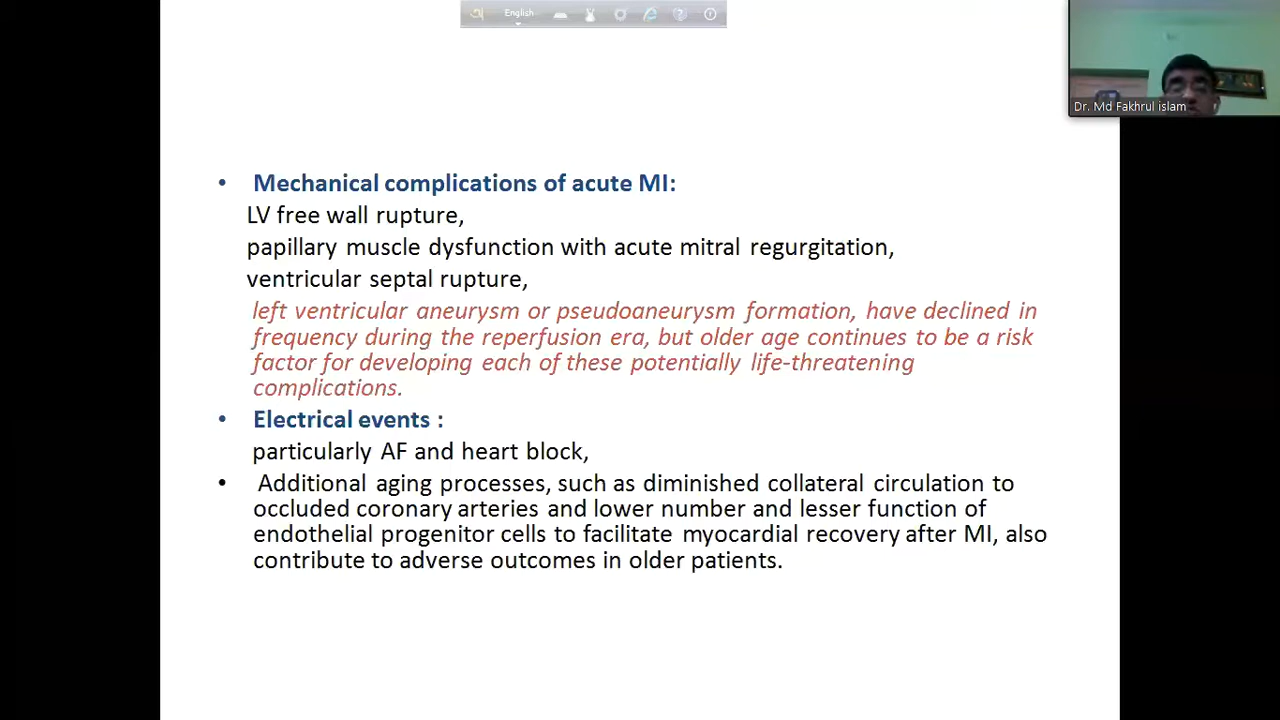 অ English
Dr. Md Fakhrul islam
• Mechanical complications of acute MI:
LV free wall rupture,
papillary muscle dysfunction with acute mitral regurgitation,
ventricular septal rupture,
left ventricular aneurysm or pseudoaneurysm formation, have declined in
frequency during the reperfusion era, but older age continues to be a risk
factor for developing each of these potentially life-threatening
complications.
• Electrical events :
particularly AF and heart block,
• Additional aging processes, such as diminished collateral circulation to
occluded coronary arteries and lower number and lesser function of
endothelial progenitor cells to facilitate myocardial recovery after MI, also
contribute to adverse outcomes in older patients.